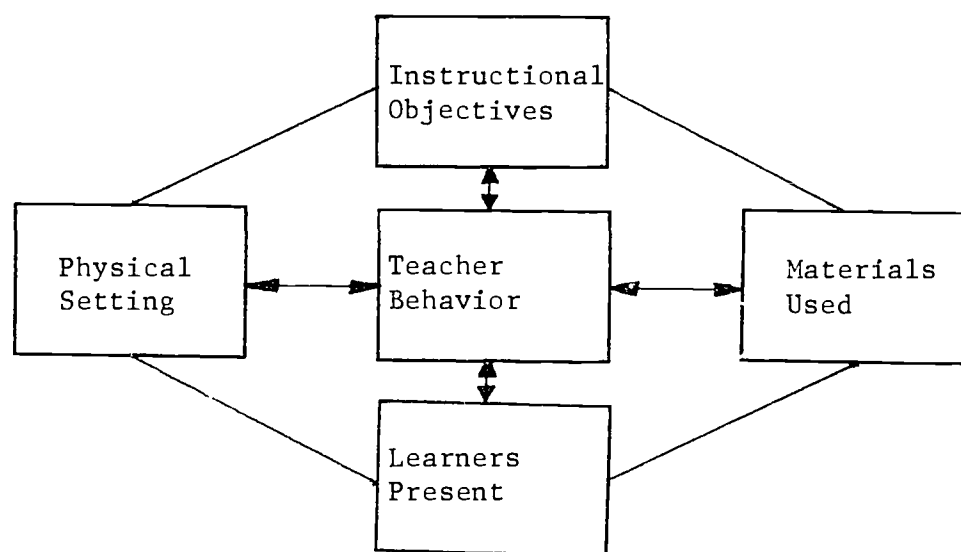 Instructional
Objectives
Physical
Setting
Teacher
Behavior
Materials
Used
Learners
Present